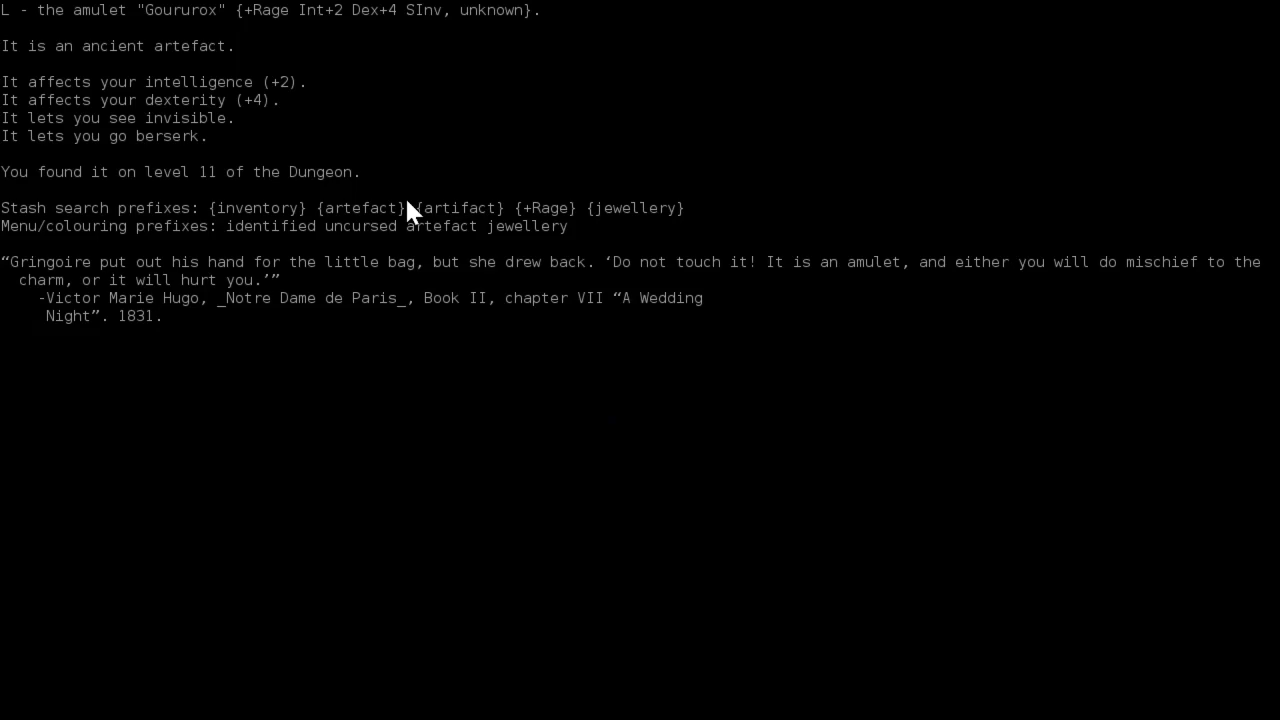 L - the amulet "Goururox" {+Rage Int+2 Dex+4 SInv, unknown}.
It is an ancient artefact.
It affects your intelligence (+2).
It affects your dexterity (+4).
It lets you see invisible.
It lets you go berserk.
You found it on level 11 of the Dungeon.
Stash search prefixes: {inventory} {artefact} {artifact} {+Rage} {jewellery}
Menu/colouring prefixes: identified uncursed artefact jewellery
“Gringoire put out his hand for the little bag, but she drew back. ‘Do not touch it! It is an amulet, and either you will do mischief to the
charm, or it will hurt you.’”
-Victor Marie Hugo, _Notre Dame de Paris_, Book II, chapter VII “A Wedding
Night”. 1831.